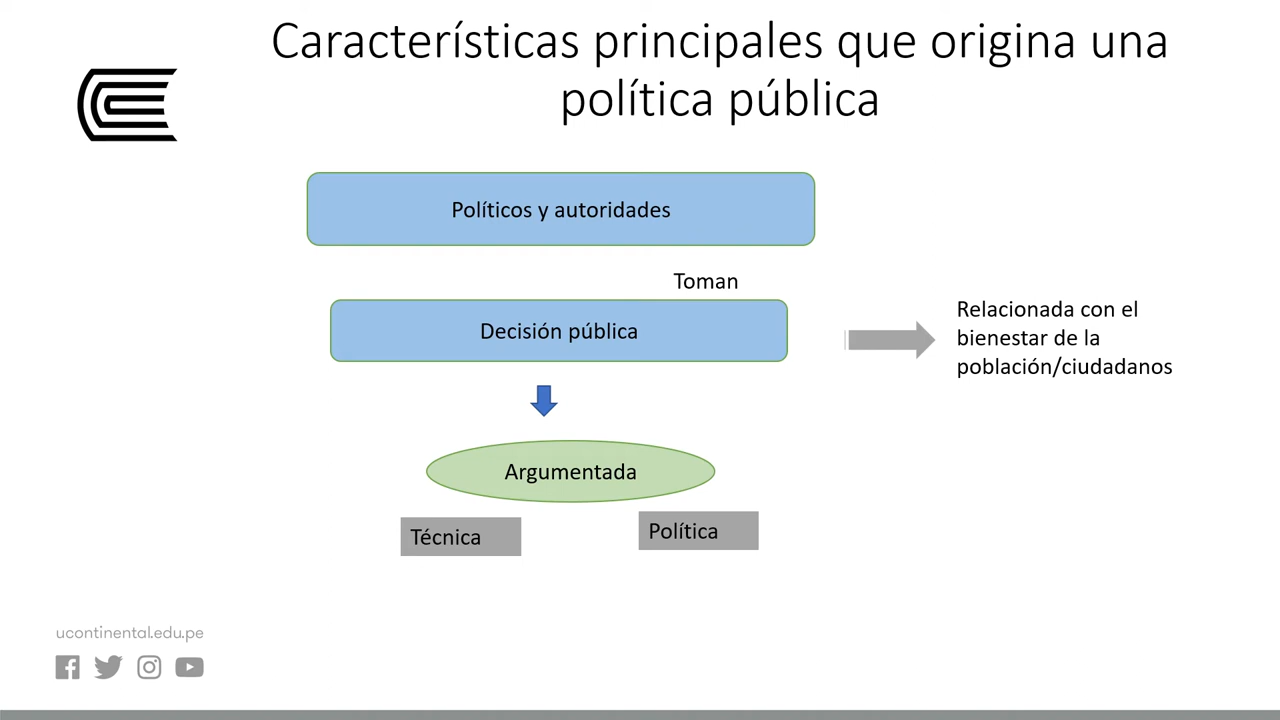 Características principales que origina una
política pública
Políticos y autoridades
Toman
Decisión pública
Relacionada con el
bienestar de la
población/ciudadanos
Argumentada
Técnica
Política
ucontinental.edu.pe